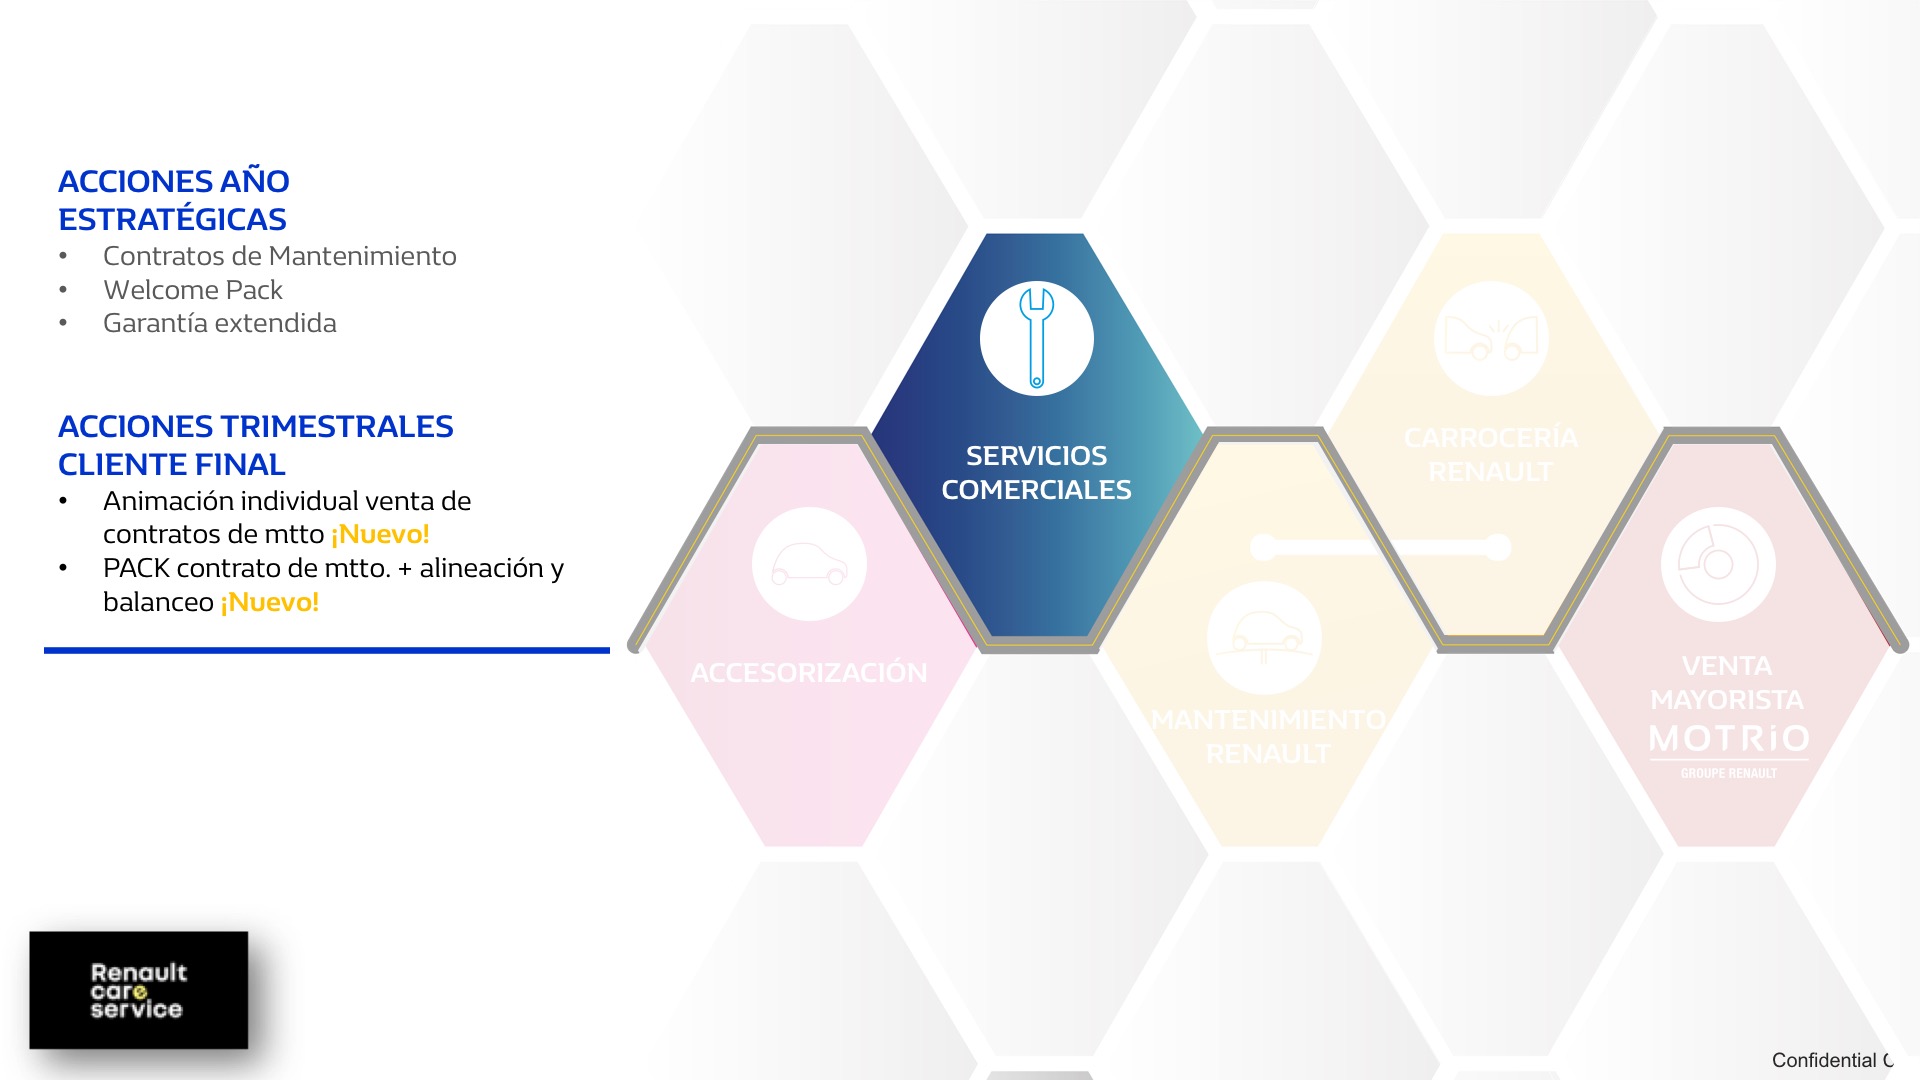 ACCIONES AÑO
ESTRATÉGICAS
• Contratos de Mantenimiento
• Welcome Pack
• Garantía extendida
ACCIONES TRIMESTRALES
CLIENTE FINAL
• Animación individual venta de
contratos de mtto ¡Nuevo!
• PACK contrato de mtto. + alineación y
balanceo ¡Nuevo!
SERVICIOS
COMERCIALES
CARROCERÍA
RENAULT
ACCESORIZACIÓN
MANTENIMIENTO
RENAULT
VENTA
MAYORISTA
MOTRiO
GROUPE RENAULT
Renault
care
service
Confidential C